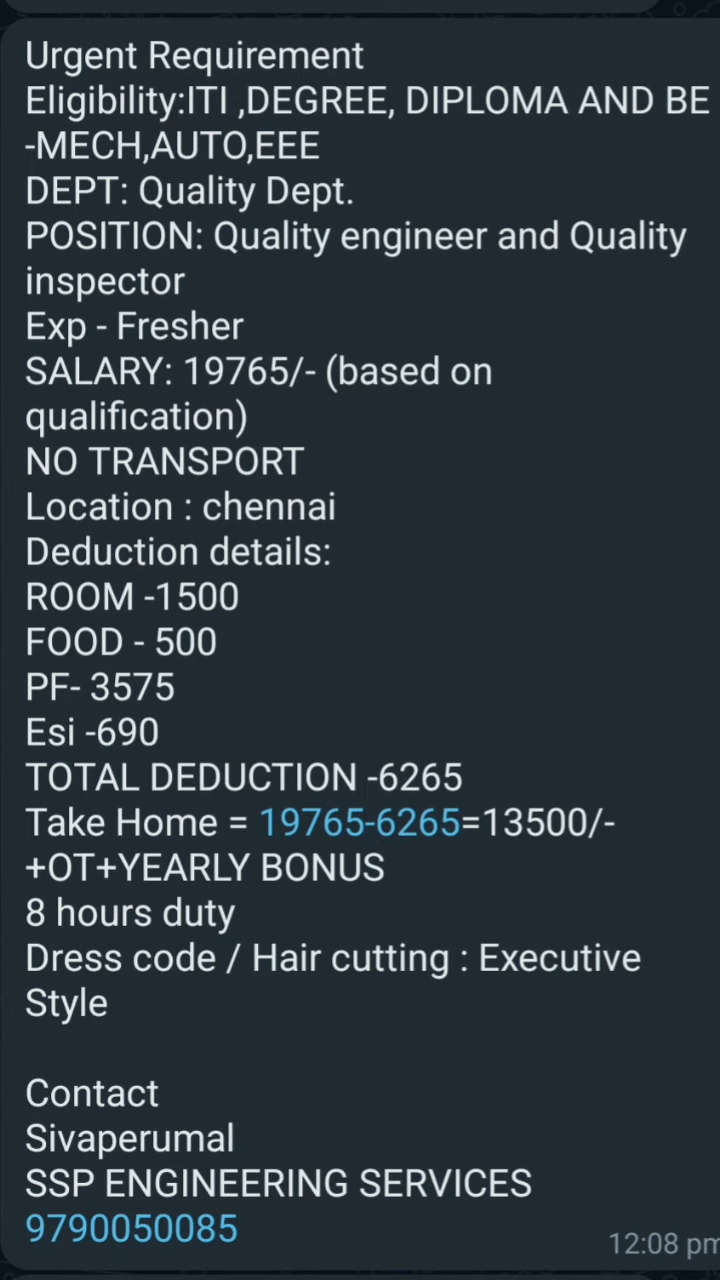 Urgent Requirement
Eligibility:ITI ,DEGREE, DIPLOMA AND BE
-MECH,AUTO,EEE
DEPT: Quality Dept.
POSITION: Quality engineer and Quality
inspector
Exp - Fresher
SALARY: 19765/- (based on
qualification)
NO TRANSPORT
Location : chennai
Deduction details:
ROOM -1500
FOOD - 500
PF- 3575
Esi -690
TOTAL DEDUCTION -6265
Take Home = 19765-6265=13500/-
+OT+YEARLY BONUS
8 hours duty
Dress code / Hair cutting : Executive
Style
Contact
Sivaperumal
SSP ENGINEERING SERVICES
9790050085
12:08 pm